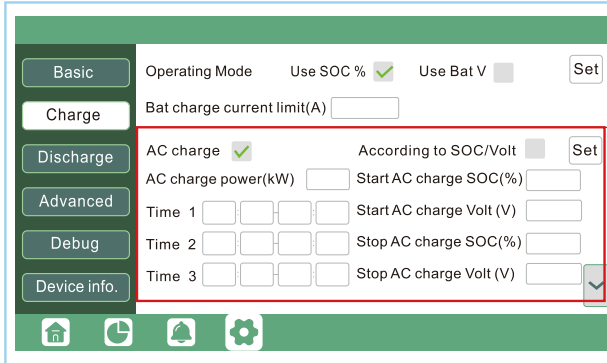 Basic
Charge
Discharge
Advanced
Debug
Device info.
Operating Mode Use SOC % Use Bat V Set
Bat charge current limit(A)
AC charge According to SOC/Volt Set
AC charge power(kW) Start AC charge SOC(%)
Time 1 : - : Start AC charge Volt (V)
Time 2 : - : Stop AC charge SOC(%)
Time 3 : - : Stop AC charge Volt (V)